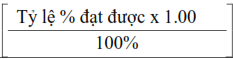 Tỷ lệ % đạt được x 1.00
100%